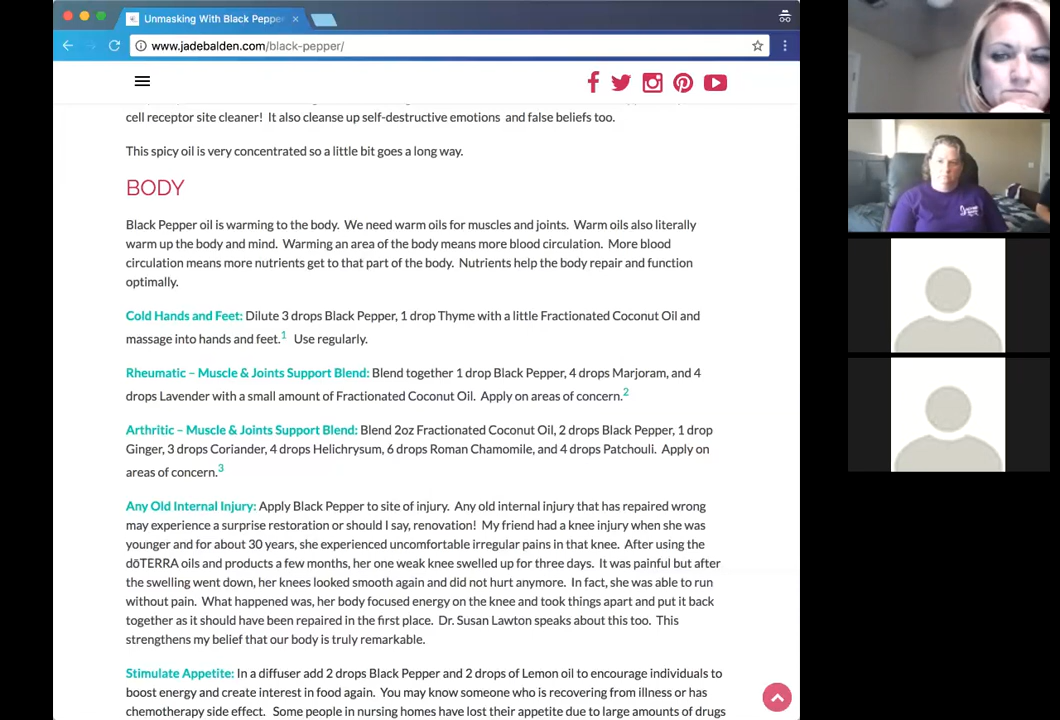 Unmasking With Black Pepper
www.jadebalden.com/black-pepper/
cell receptor site cleaner! It also cleanse up self-destructive emotions and false beliefs too.
This spicy oil is very concentrated so a little bit goes a long way.
BODY
Black Pepper oil is warming to the body. We need warm oils for muscles and joints. Warm oils also literally
warm up the body and mind. Warming an area of the body means more blood circulation. More blood
circulation means more nutrients get to that part of the body. Nutrients help the body repair and function
optimally.
Cold Hands and Feet: Dilute 3 drops Black Pepper, 1 drop Thyme with a little Fractionated Coconut Oil and
massage into hands and feet.1 Use regularly.
Rheumatic – Muscle & Joints Support Blend: Blend together 1 drop Black Pepper, 4 drops Marjoram, and 4
drops Lavender with a small amount of Fractionated Coconut Oil. Apply on areas of concern.2
Arthritic – Muscle & Joints Support Blend: Blend 2oz Fractionated Coconut Oil, 2 drops Black Pepper, 1 drop
Ginger, 3 drops Coriander, 4 drops Helichrysum, 6 drops Roman Chamomile, and 4 drops Patchouli. Apply on
areas of concern.3
Any Old Internal Injury: Apply Black Pepper to site of injury. Any old internal injury that has repaired wrong
may experience a surprise restoration or should I say, renovation! My friend had a knee injury when she was
younger and for about 30 years, she experienced uncomfortable irregular pains in that knee. After using the
dōTERRA oils and products a few months, her one weak knee swelled up for three days. It was painful but after
the swelling went down, her knees looked smooth again and did not hurt anymore. In fact, she was able to run
without pain. What happened was, her body focused energy on the knee and took things apart and put it back
together as it should have been repaired in the first place. Dr. Susan Lawton speaks about this too. This
strengthens my belief that our body is truly remarkable.
Stimulate Appetite: In a diffuser add 2 drops Black Pepper and 2 drops of Lemon oil to encourage individuals to
boost energy and create interest in food again. You may know someone who is recovering from illness or has
chemotherapy side effect. Some people in nursing homes have lost their appetite due to large amounts of drugs